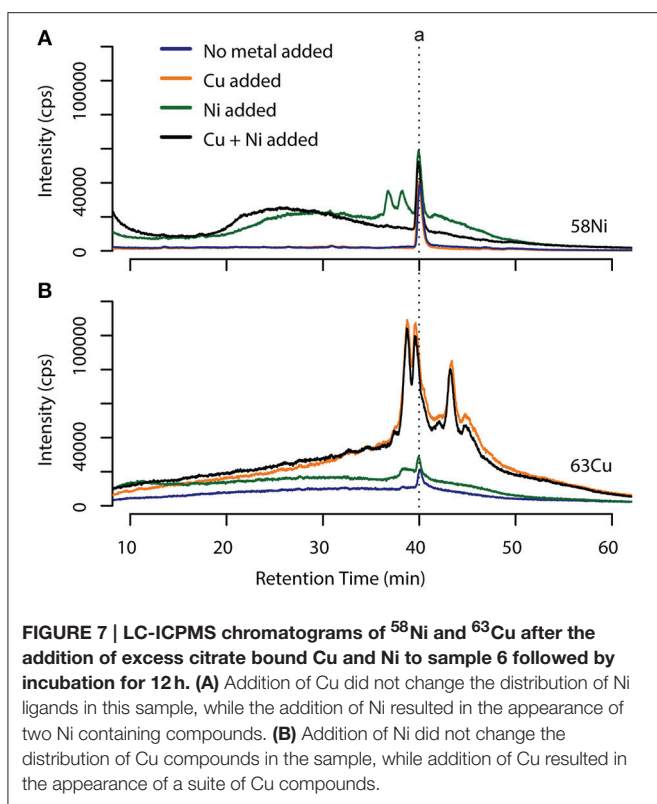 A
a
No metal added
Cu added
Ni added
Cu + Ni added
Intensity (cps)
100000
40000
0
58Ni
B
Intensity (cps)
100000
40000
0
63Cu
10 20 30 40 50 60
Retention Time (min)
FIGURE 7 | LC-ICPMS chromatograms of ⁵⁸Ni and ⁶³Cu after the
addition of excess citrate bound Cu and Ni to sample 6 followed by
incubation for 12 h. (A) Addition of Cu did not change the distribution of Ni
ligands in this sample, while the addition of Ni resulted in the appearance of
two Ni containing compounds. (B) Addition of Ni did not change the
distribution of Cu compounds in the sample, while addition of Cu resulted in
the appearance of a suite of Cu compounds.